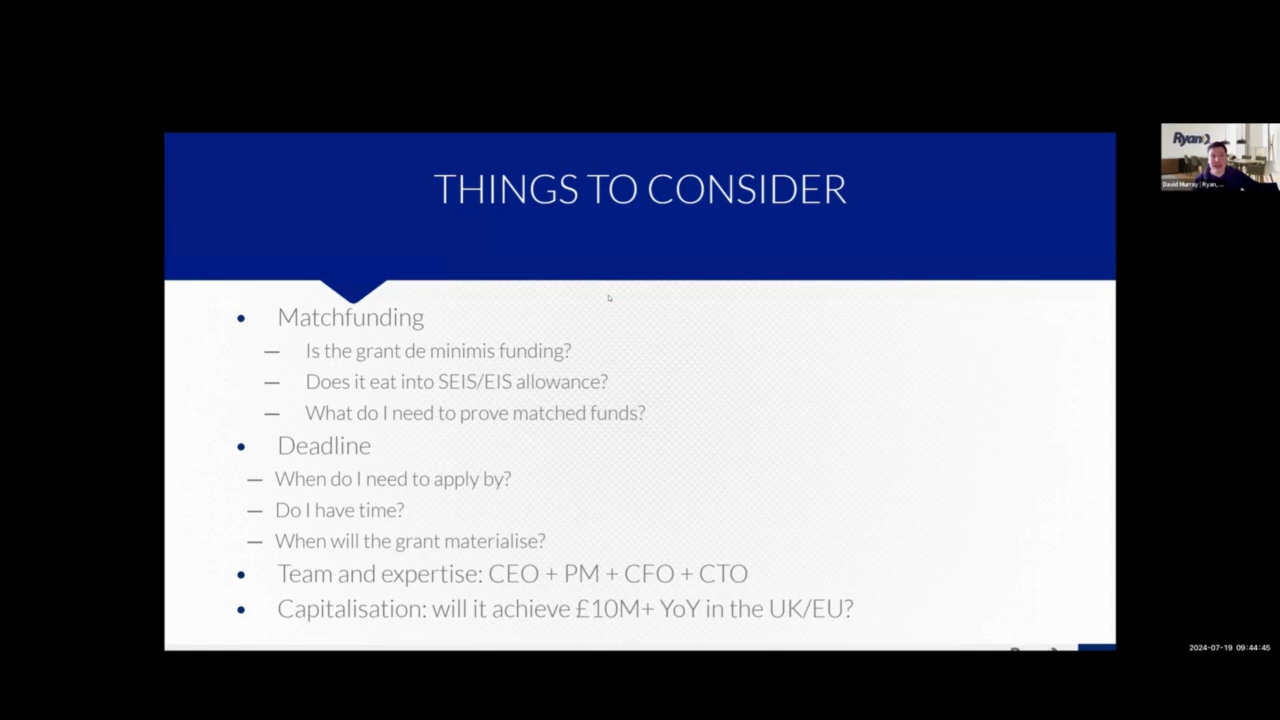 THINGS TO CONSIDER
Ryan
David Murray | Ryan, ...
• Matchfunding
— Is the grant de minimis funding?
— Does it eat into SEIS/EIS allowance?
— What do I need to prove matched funds?
• Deadline
— When do I need to apply by?
— Do I have time?
— When will the grant materialise?
• Team and expertise: CEO + PM + CFO + CTO
• Capitalisation: will it achieve £10M+ YoY in the UK/EU?
2024-07-19 09:44:45